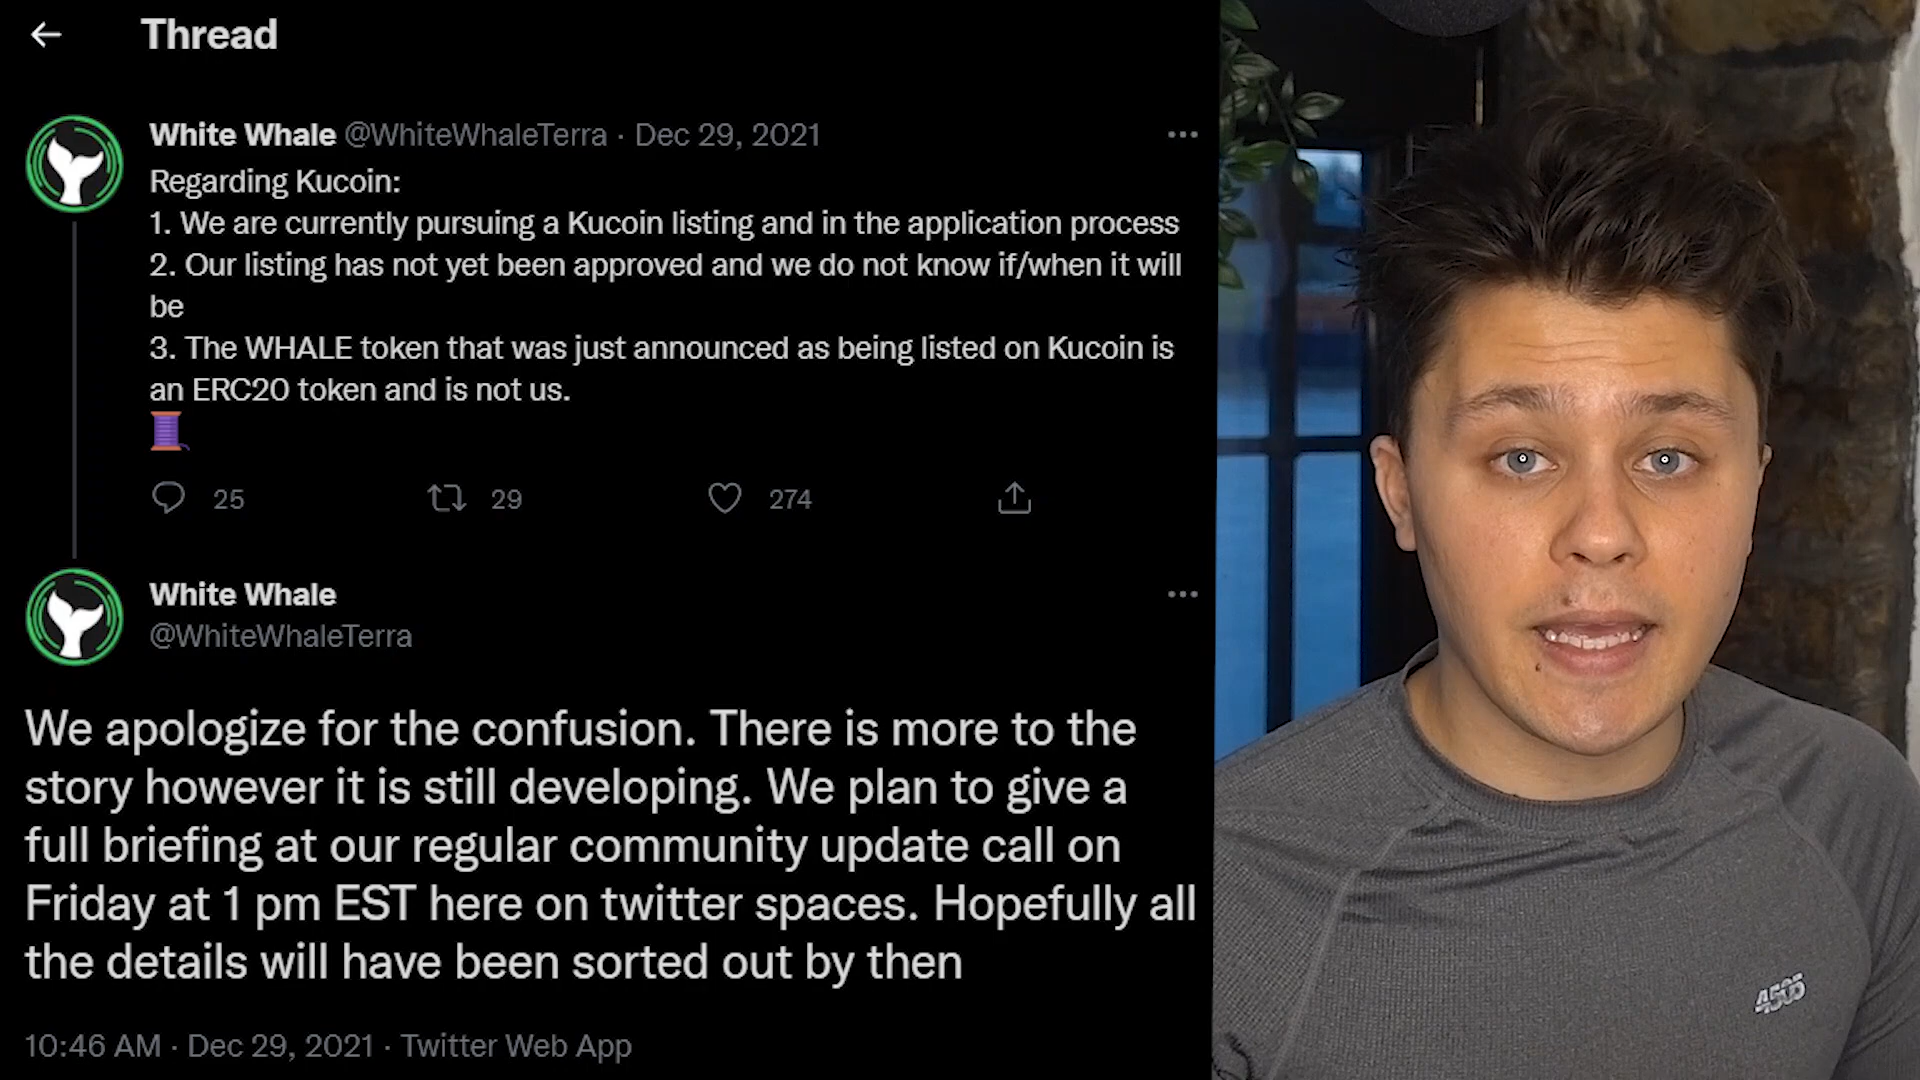 Thread
White Whale @WhiteWhaleTerra · Dec 29, 2021
Regarding Kucoin:
1. We are currently pursuing a Kucoin listing and in the application process
2. Our listing has not yet been approved and we do not know if/when it will
be
3. The WHALE token that was just announced as being listed on Kucoin is
an ERC20 token and is not us.
25 29 274
White Whale
@WhiteWhaleTerra
We apologize for the confusion. There is more to the
story however it is still developing. We plan to give a
full briefing at our regular community update call on
Friday at 1 pm EST here on twitter spaces. Hopefully all
the details will have been sorted out by then
10:46 AM · Dec 29, 2021 · Twitter Web App